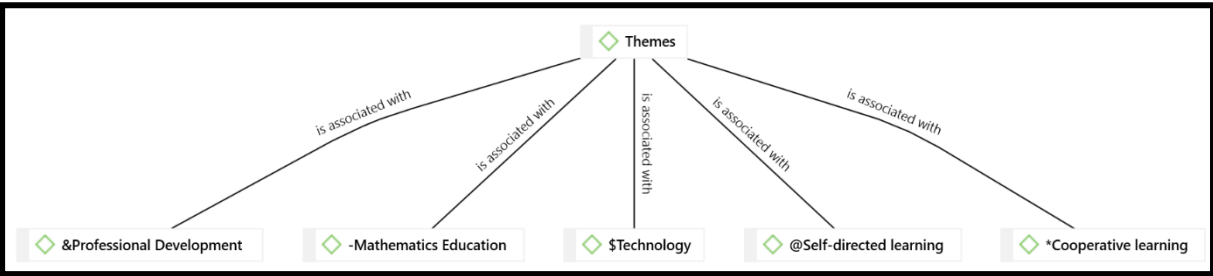 Themes
is associated with
is associated with
is associated with
is associated with
is associated with
&Professional Development
-Mathematics Education
$Technology
@Self-directed learning
*Cooperative learning